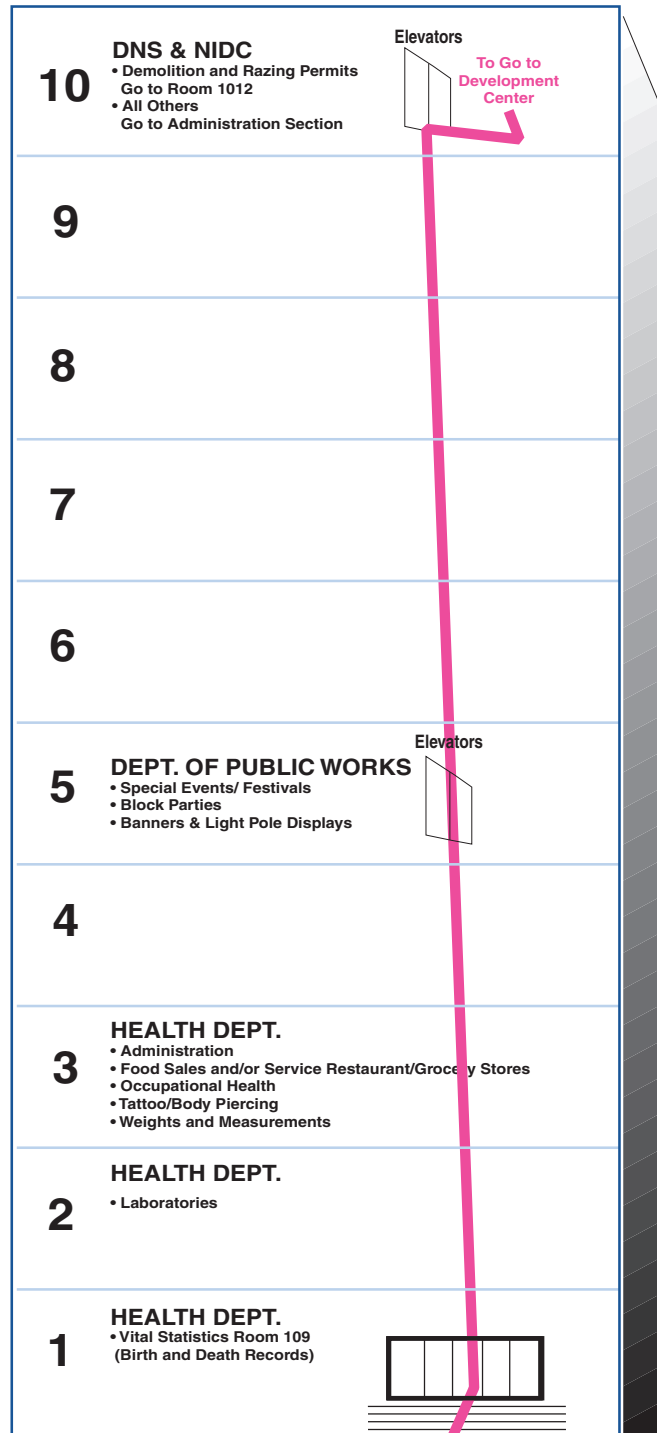 10
DNS & NIDC
• Demolition and Razing Permits
Go to Room 1012
• All Others
Go to Administration Section
Elevators
To Go to
Development
Center
9
8
7
6
5
DEPT. OF PUBLIC WORKS
• Special Events/ Festivals
• Block Parties
• Banners & Light Pole Displays
Elevators
4
3
HEALTH DEPT.
• Administration
• Food Sales and/or Service Restaurant/Grocery Stores
• Occupational Health
• Tattoo/Body Piercing
• Weights and Measurements
2
HEALTH DEPT.
• Laboratories
1
HEALTH DEPT.
• Vital Statistics Room 109
(Birth and Death Records)